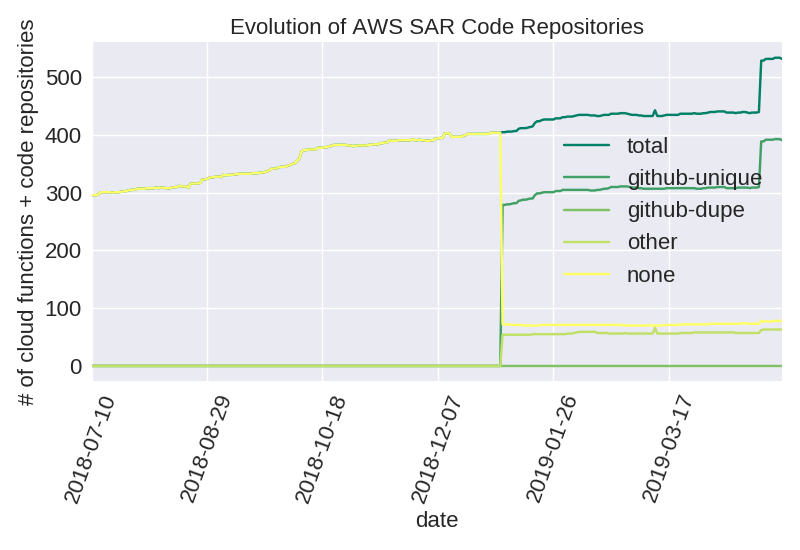 Evolution of AWS SAR Code Repositories
# of cloud functions + code repositories
500
400
300
200
100
0
total
github-unique
github-dupe
other
none
2018-07-10
2018-08-29
2018-10-18
2018-12-07
2019-01-26
2019-03-17
date